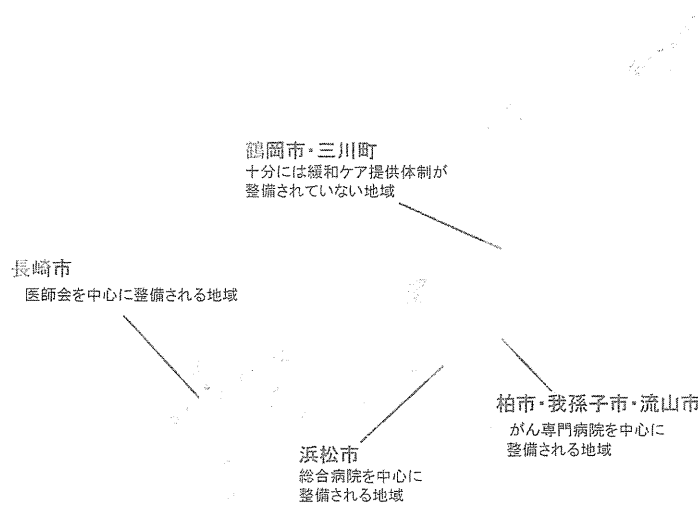 鶴岡市・三川町
十分には緩和ケア提供体制が
整備されていない地域
長崎市
医師会を中心に整備される地域
柏市・我孫子市・流山市
がん専門病院を中心に
整備される地域
浜松市
総合病院を中心に
整備される地域